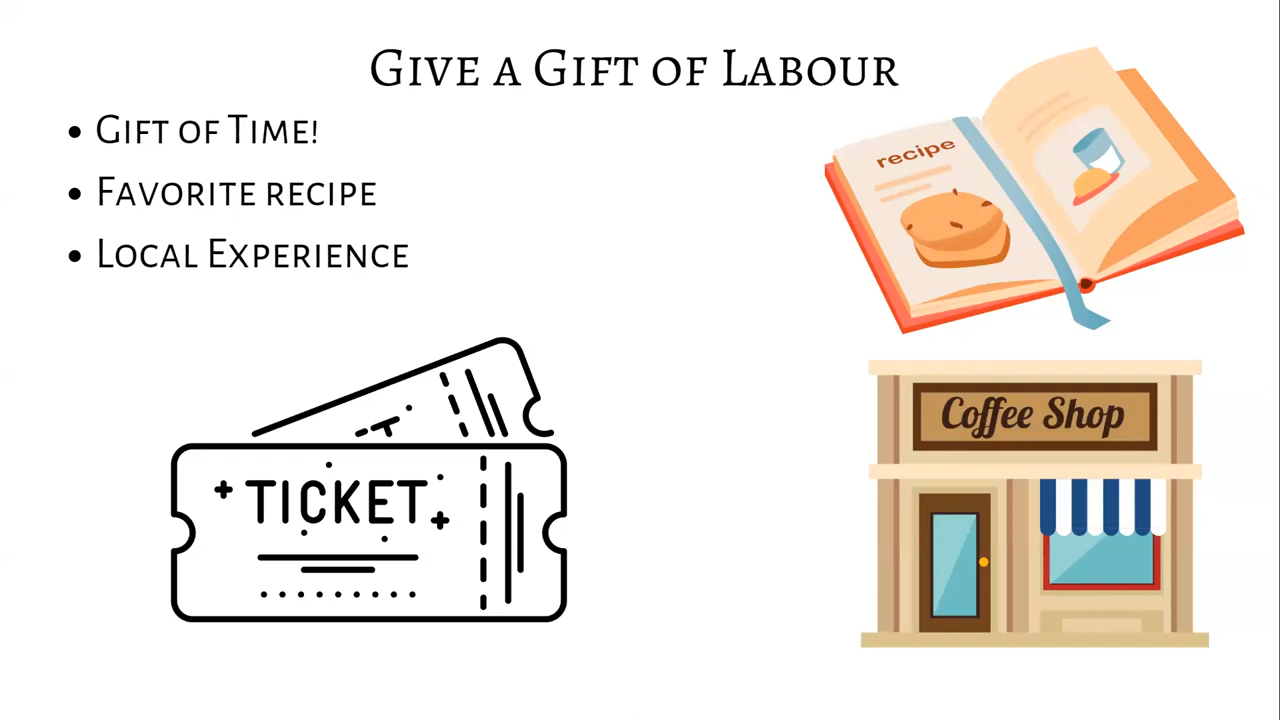 Give a Gift of Labour
Gift of Time!
Favorite recipe
Local Experience
recipe
TICKET
Coffee Shop